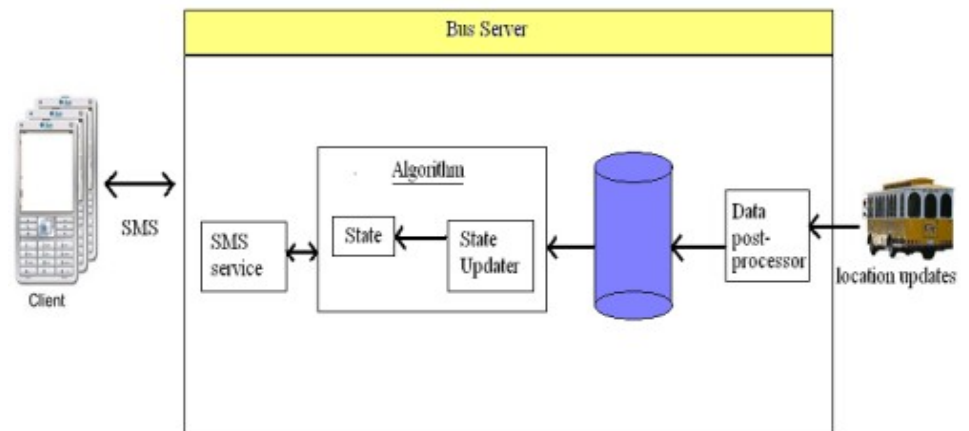 Bus Server
Client
SMS
SMS
service
Algorithm
State
State
Updater
Data
post-
processor
location updates